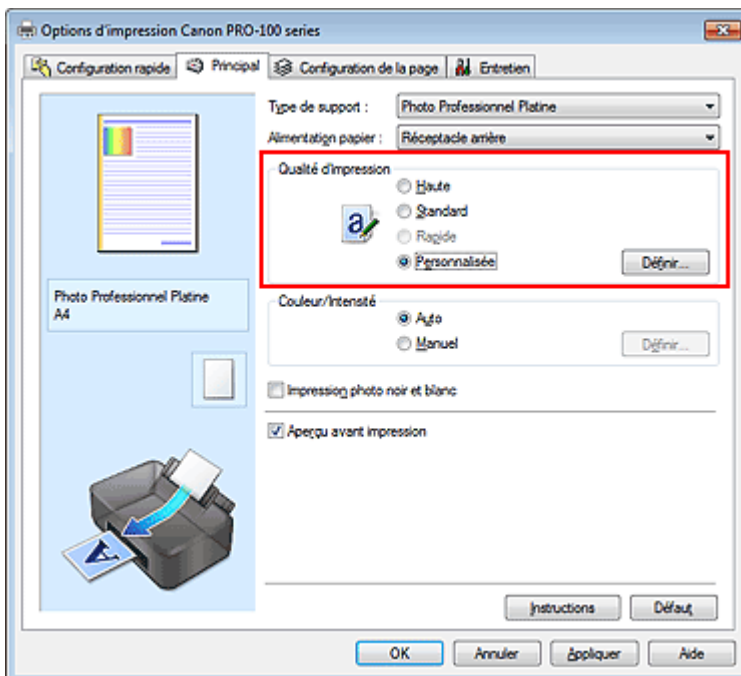 Options d'impression Canon PRO-100 series
Configuration rapide Principal Configuration de la page Entretien
Type de support : Photo Professionnel Platine
Alimentation papier : Réceptacle arrière
Qualité d'impression
Haute
Standard
Rapide
Personnalisée Définir...
Photo Professionnel Platine
A4
Couleur/Intensité
Auto
Manuel Définir...
Impression photo noir et blanc
Aperçu avant impression
Instructions Défaut
OK Annuler Appliquer Aide